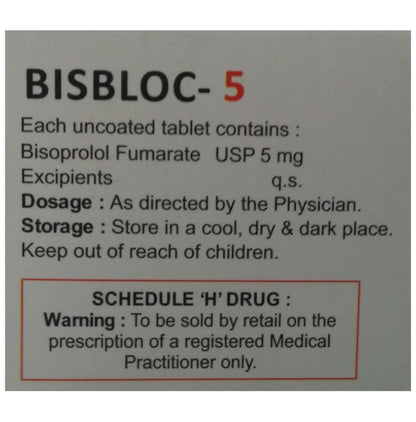 BISBLOC- 5
Each uncoated tablet contains :
Bisoprolol Fumarate USP 5 mg
Excipients q.s.
Dosage : As directed by the Physician.
Storage : Store in a cool, dry & dark place.
Keep out of reach of children.
SCHEDULE ‘H’ DRUG :
Warning : To be sold by retail on the
prescription of a registered Medical
Practitioner only.